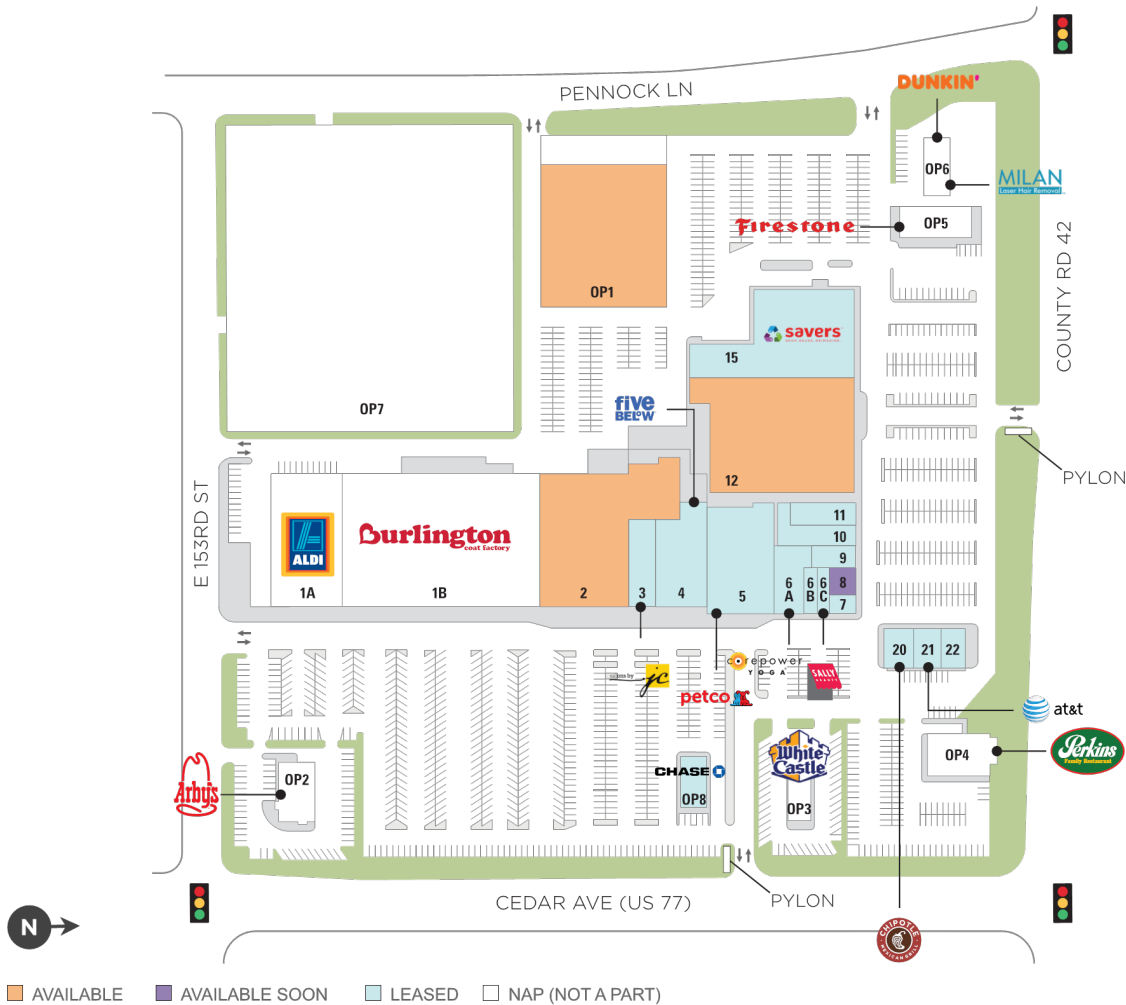 PENNOCK LN
DUNKIN'
OP6
MILAN
Laser Hair Removal
Firestone
OP5
COUNTY RD 42
OP1
savers
15
OP7
five
BELOW
12
PYLON
E 153RD ST
ALDI
1A
Burlington
coat factory
1B
2
3
4
5
6
A
6
B
6
C
11
10
9
8
7
20
21
22
salons by
jc
corepower
YOGA
petco
SALLY
at&t
Arby's
OP2
CHASE
OP8
White
Castle
OP3
OP4
Perkins
Family Restaurant
CEDAR AVE (US 77)
PYLON
N
CHIPOTLE
MEXICAN GRILL
AVAILABLE
AVAILABLE SOON
LEASED
NAP (NOT A PART)